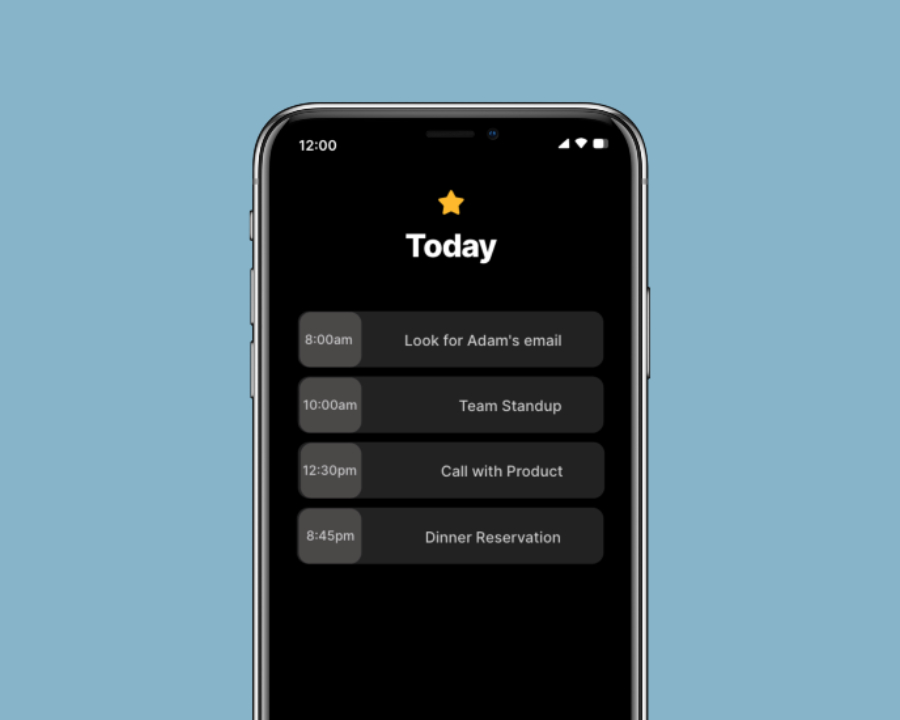 12:00
Today
8:00am Look for Adam's email
10:00am Team Standup
12:30pm Call with Product
8:45pm Dinner Reservation